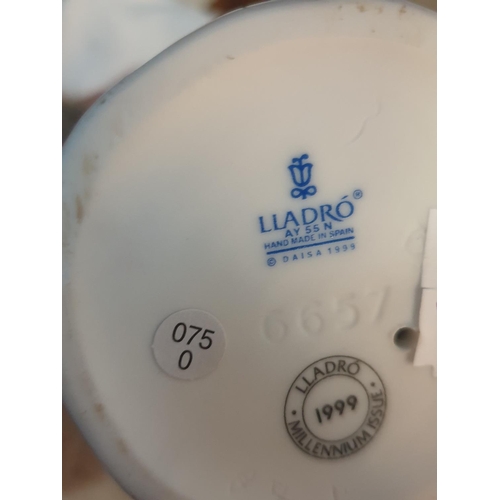 LLADRÓ®
AY 55 N
HAND MADE IN SPAIN
© DAISA 1999
6657
075
0
LLADRÓ
1999
MILLENNIUM ISSUE